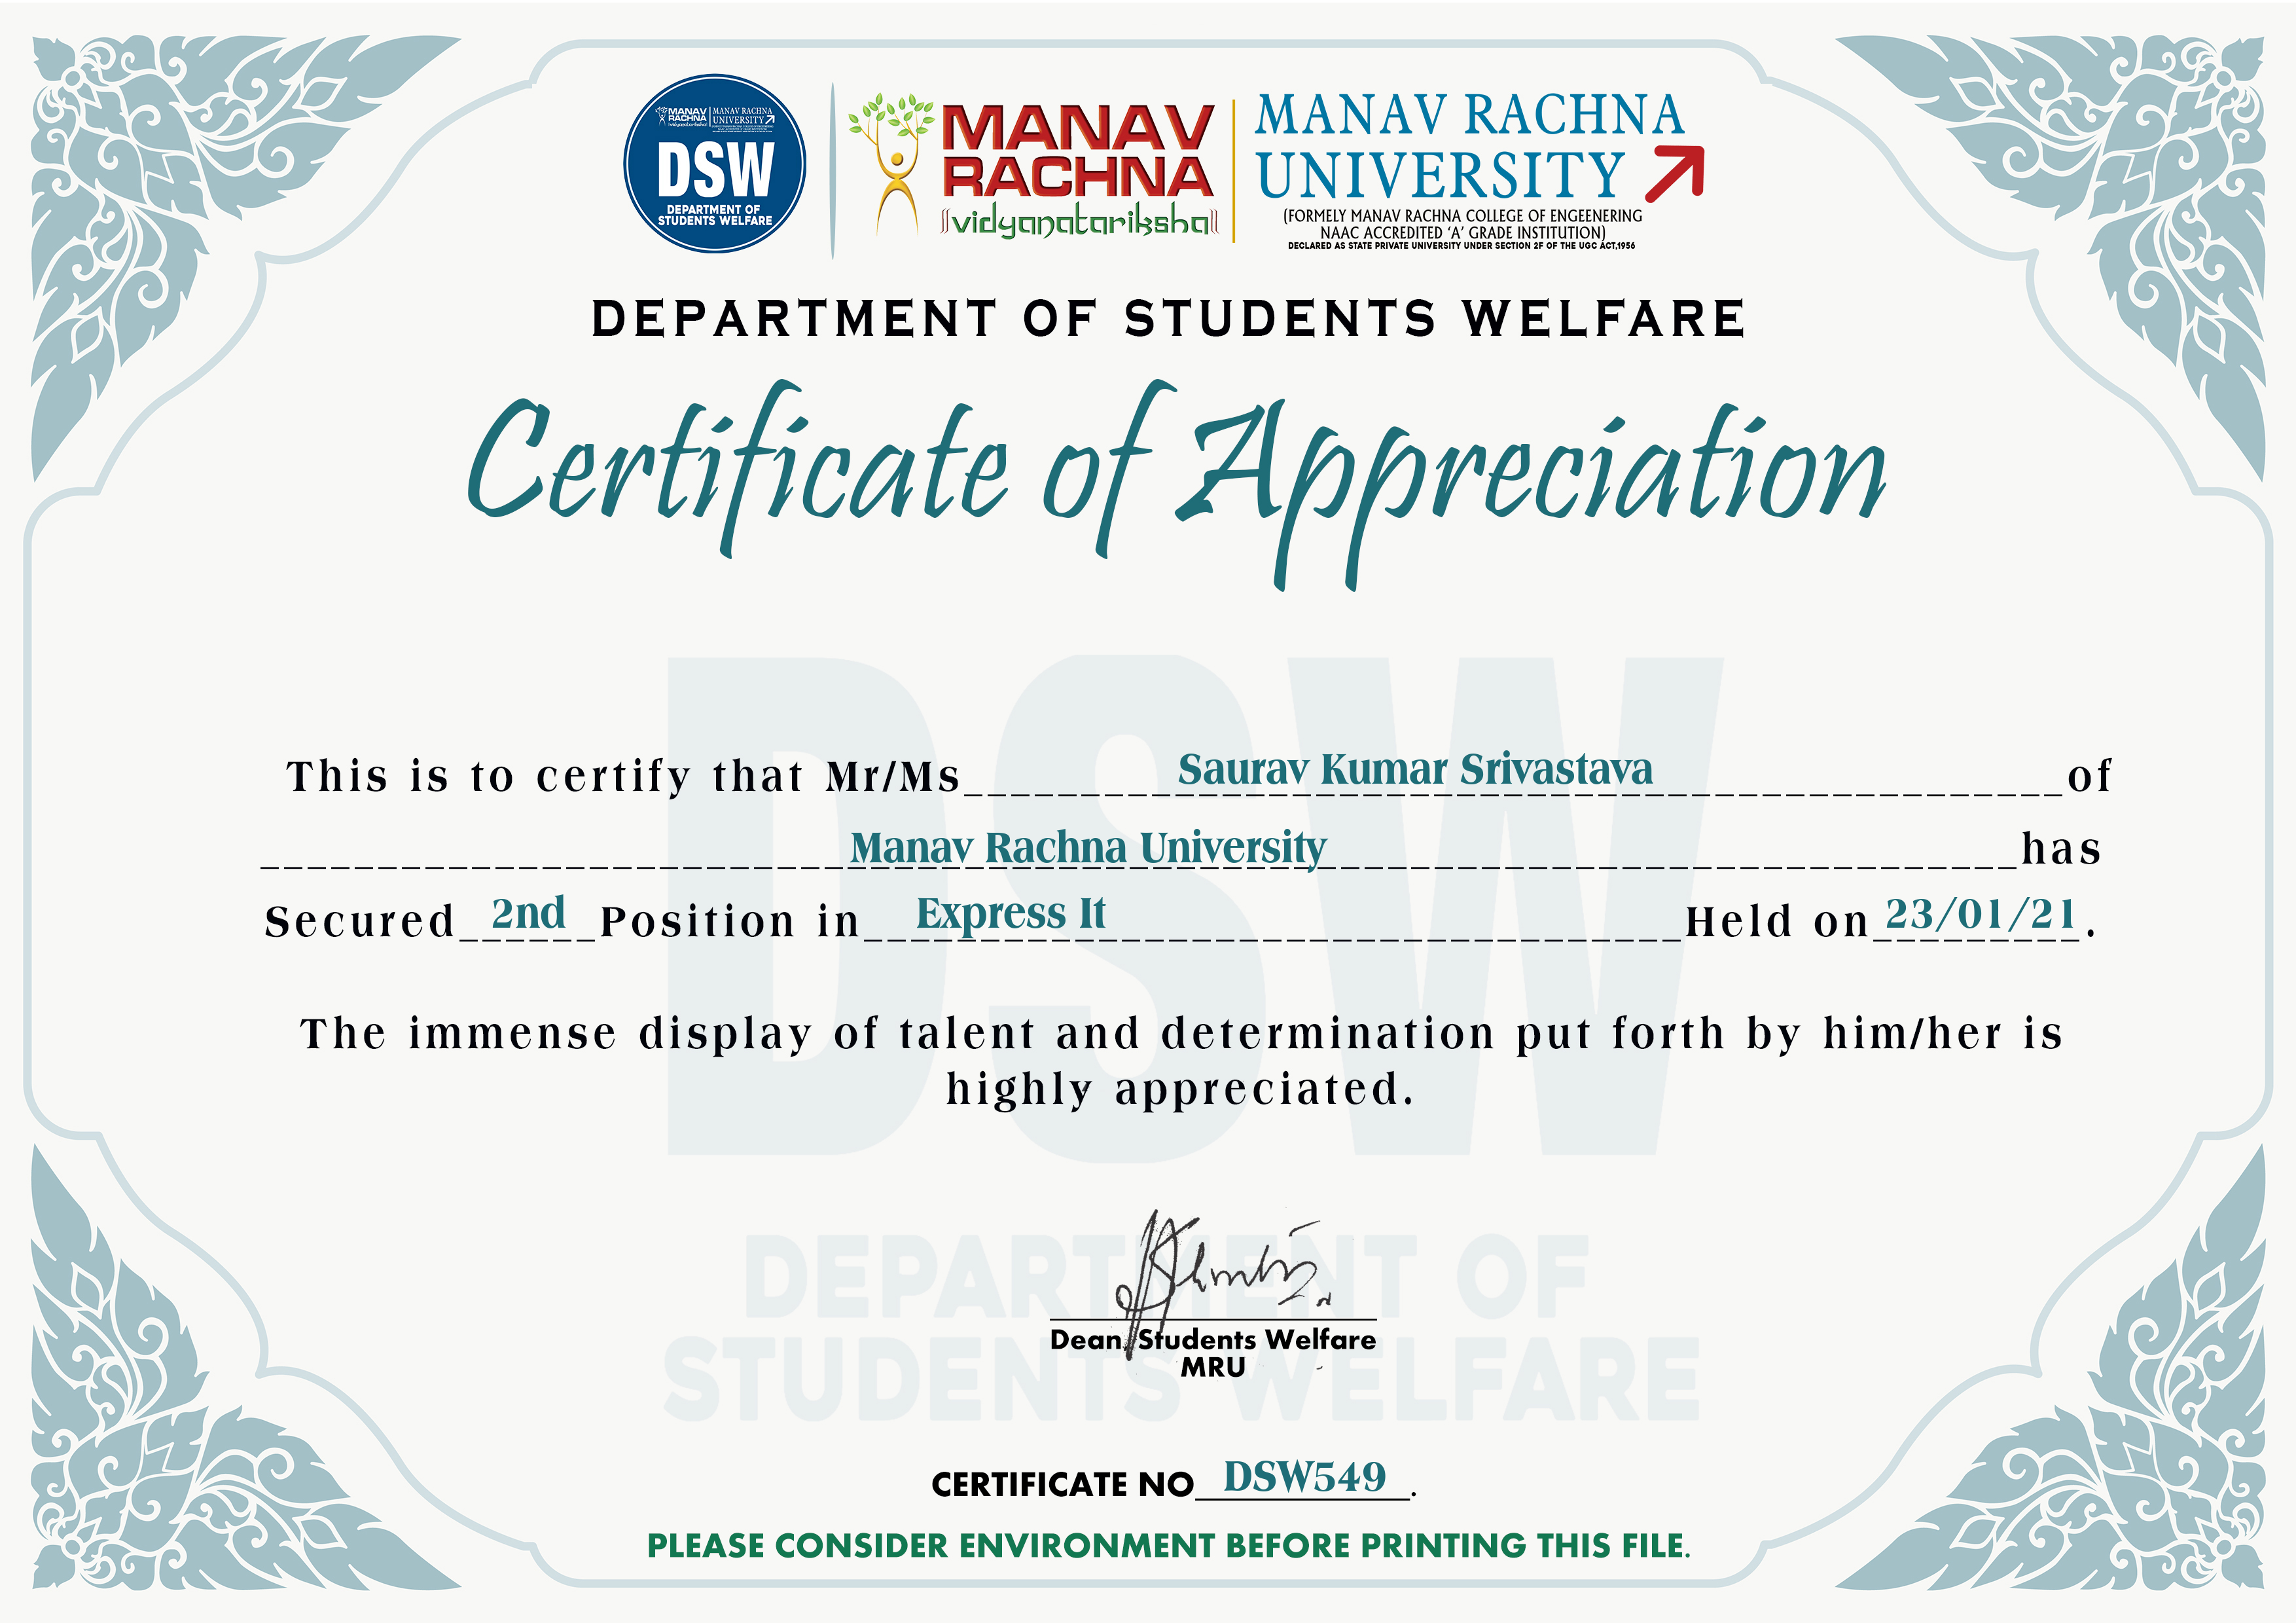 MANAV RACHNA
vidyanatariksha
MANAV RACHNA
UNIVERSITY
DSW
DEPARTMENT OF
STUDENTS WELFARE
MANAV
RACHNA
vidyanatariksha
MANAV RACHNA
UNIVERSITY
(FORMELY MANAV RACHNA COLLEGE OF ENGEENERING
NAAC ACCREDITED ‘A’ GRADE INSTITUTION)
DECLARED AS STATE PRIVATE UNIVERSITY UNDER SECTION 2F OF THE UGC ACT,1956
DEPARTMENT OF STUDENTS WELFARE
Certificate of Appreciation
DSW
This is to certify that Mr/Ms Saurav Kumar Srivastava of
Manav Rachna University has
Secured 2nd Position in Express It Held on 23/01/21.
The immense display of talent and determination put forth by him/her is
highly appreciated.
DEPARTMENT OF
STUDENTS WELFARE
Dean Students Welfare
MRU
CERTIFICATE NO DSW549.
PLEASE CONSIDER ENVIRONMENT BEFORE PRINTING THIS FILE.